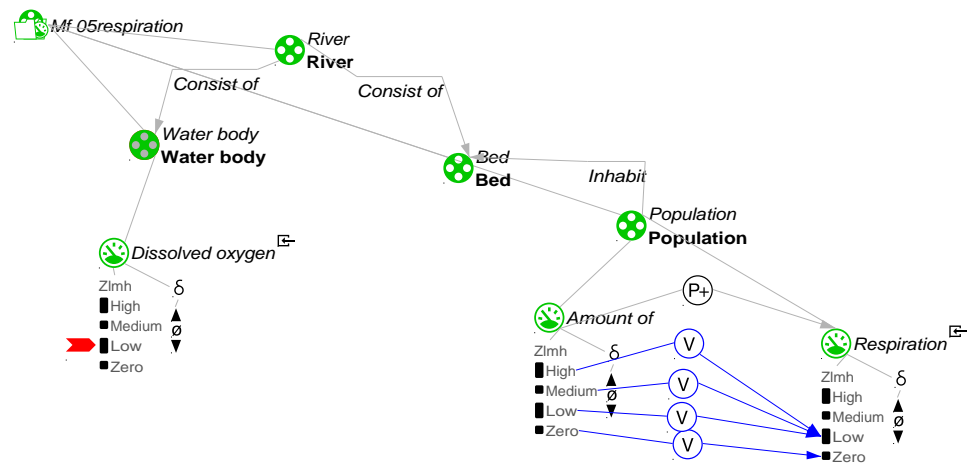 Mf 05respiration
River
River
Consist of
Consist of
Water body
Water body
Bed
Bed
Inhabit
Population
Population
Dissolved oxygen
Zlmh
δ
High
Medium
ø
Low
Zero
P+
Amount of
Zlmh
δ
High
Medium
ø
Low
Zero
V
V
V
V
Respiration
Zlmh
δ
High
Medium
ø
Low
Zero